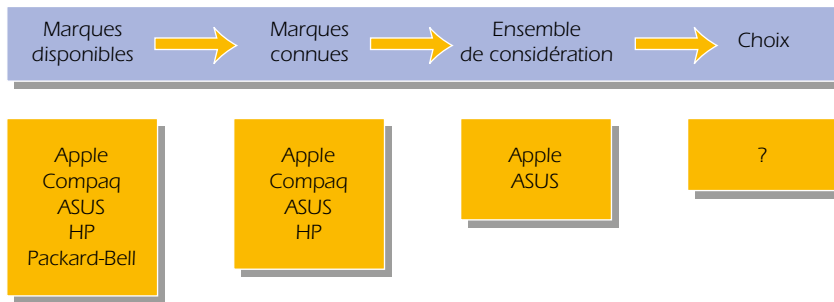 Marques
disponibles
Marques
connues
Ensemble
de considération
Choix
Apple
Compaq
ASUS
HP
Packard-Bell
Apple
Compaq
ASUS
HP
Apple
ASUS
?